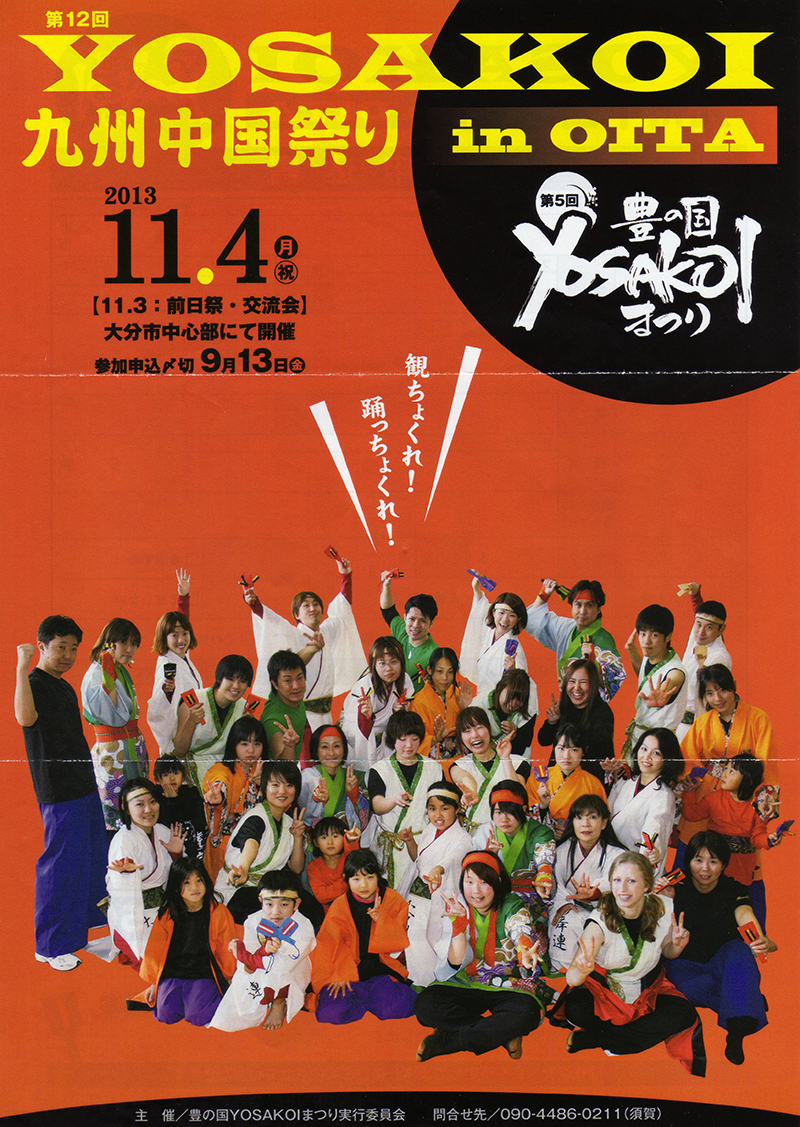 第12回
YOSAKOI
九州中国祭り
in OITA
2013
11.4 月 祝
【11.3：前日祭・交流会】
大分市中心部にて開催
参加申込〆切 9月13日金
第5回
豊の国
YOSAKOI
まつり
観ちょくれ！
踊っちょくれ！
主 催／豊の国YOSAKOIまつり実行委員会 問合せ先／090-4486-0211（須賀）